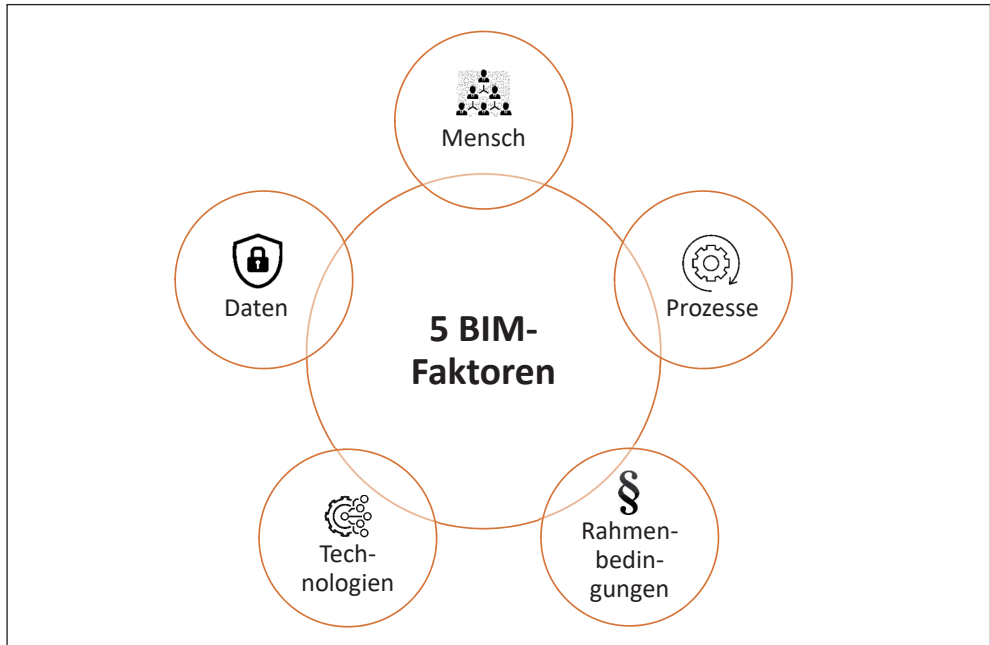 Mensch
Daten
Prozesse
5 BIM-
Faktoren
§
Tech-
nologien
Rahmen-
bedin-
gungen